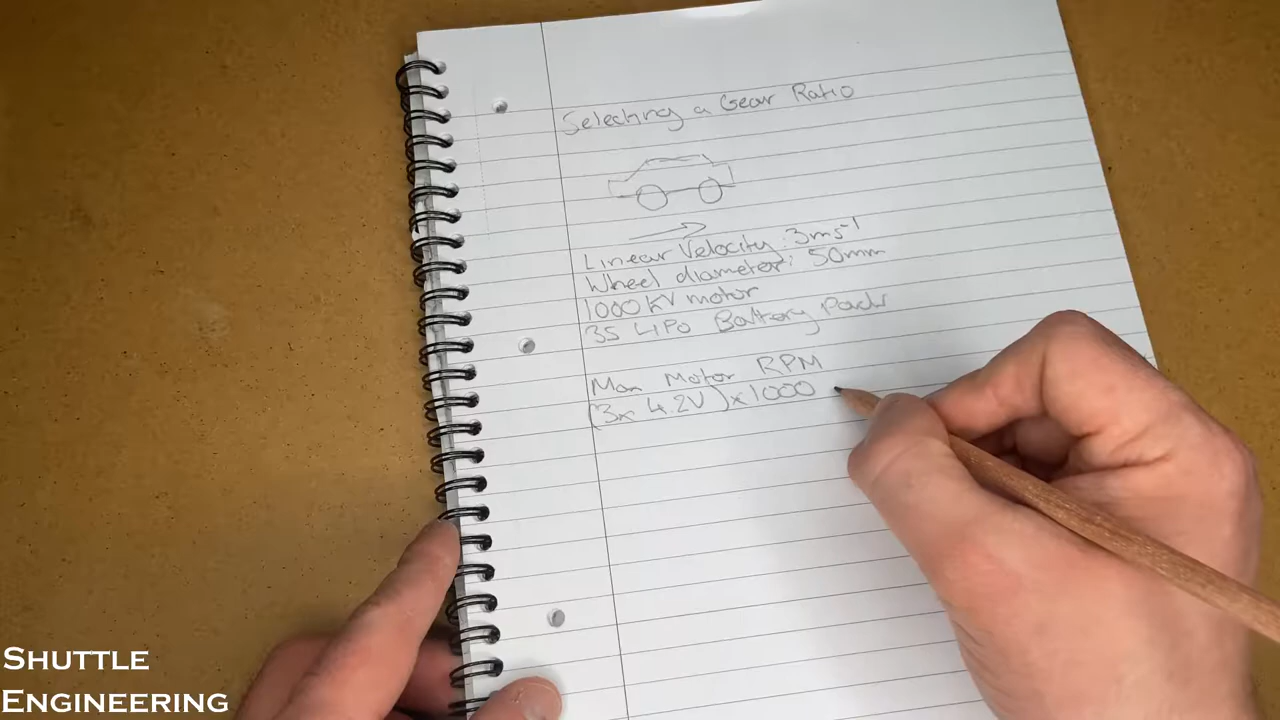 Selecting a Gear Ratio
Linear Velocity: 3ms⁻¹
Wheel diameter: 50mm
1000 KV motor
3S LiPo Battery Pack
Max Motor RPM
(3x 4.2V) x 1000
SHUTTLE
ENGINEERING